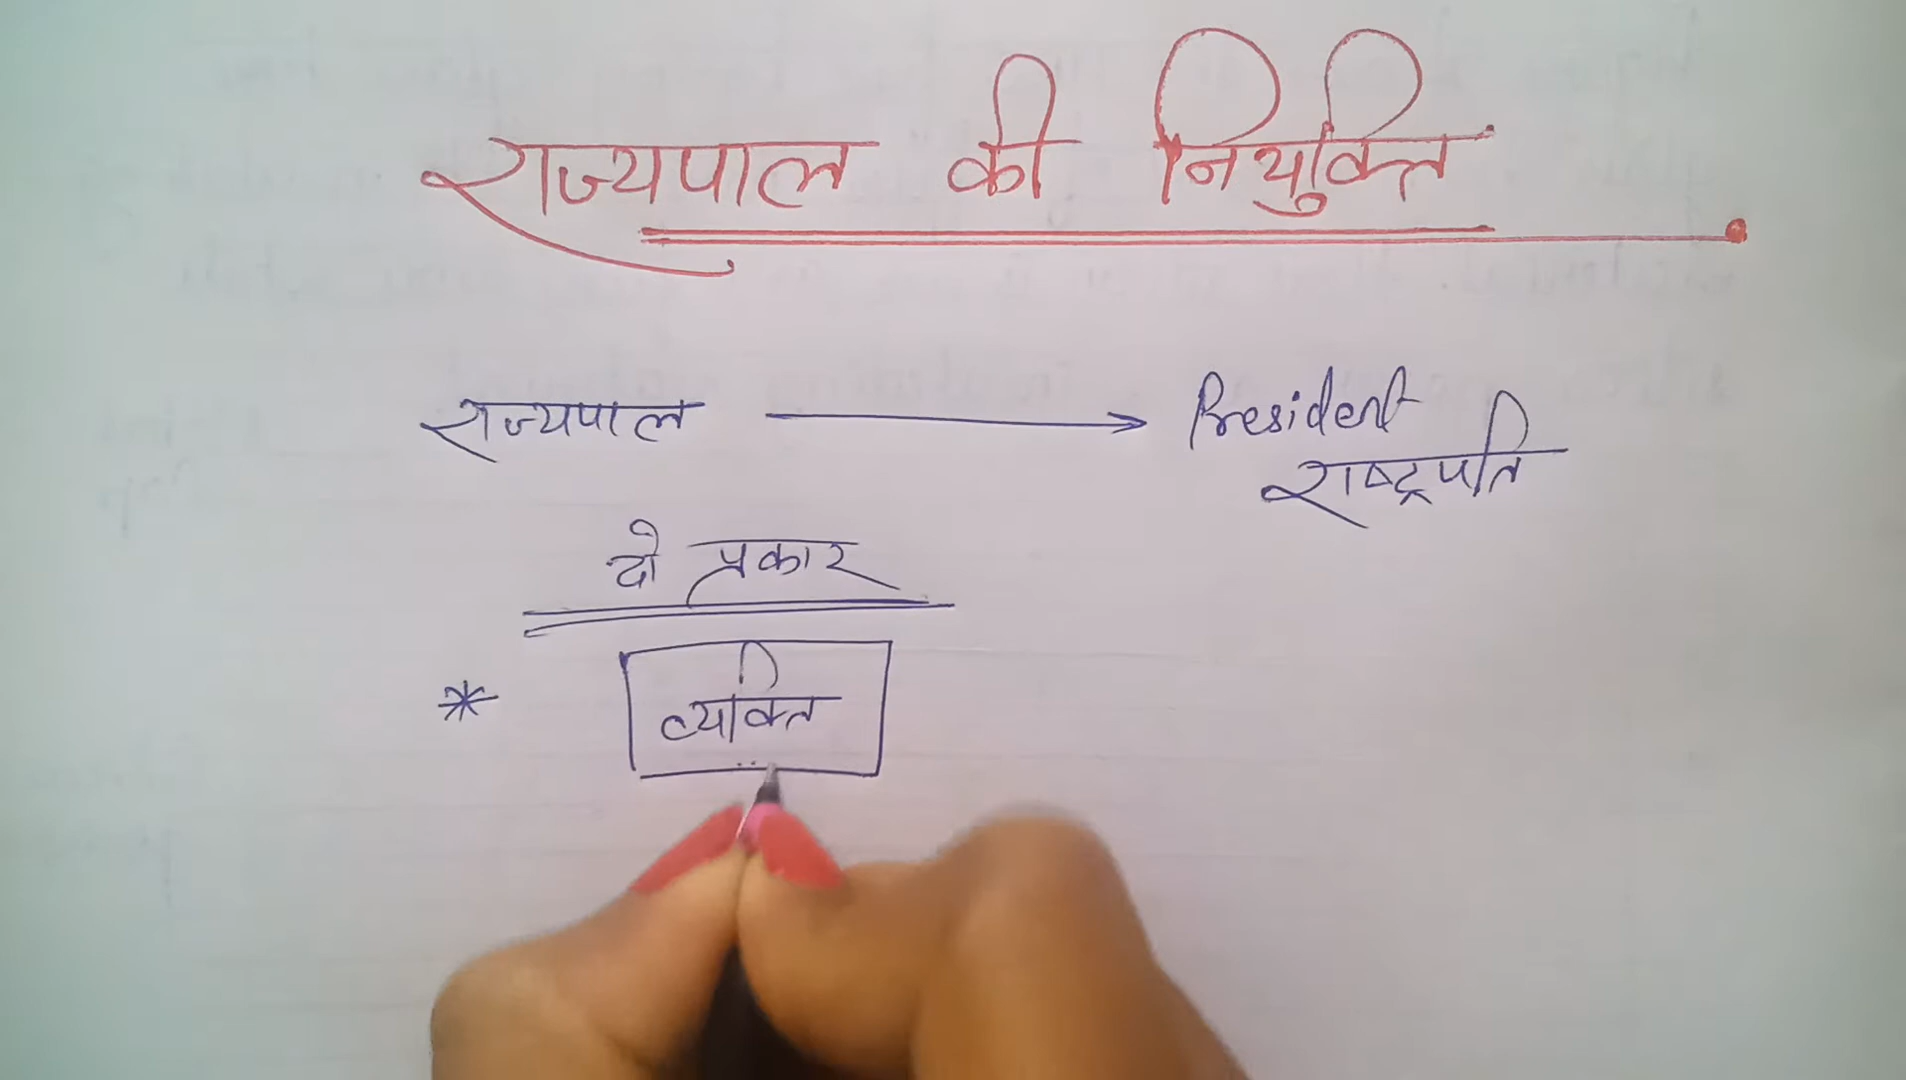 राज्यपाल की नियुक्ति
राज्यपाल → President
राष्ट्रपति
दो प्रकार
* व्यक्ति